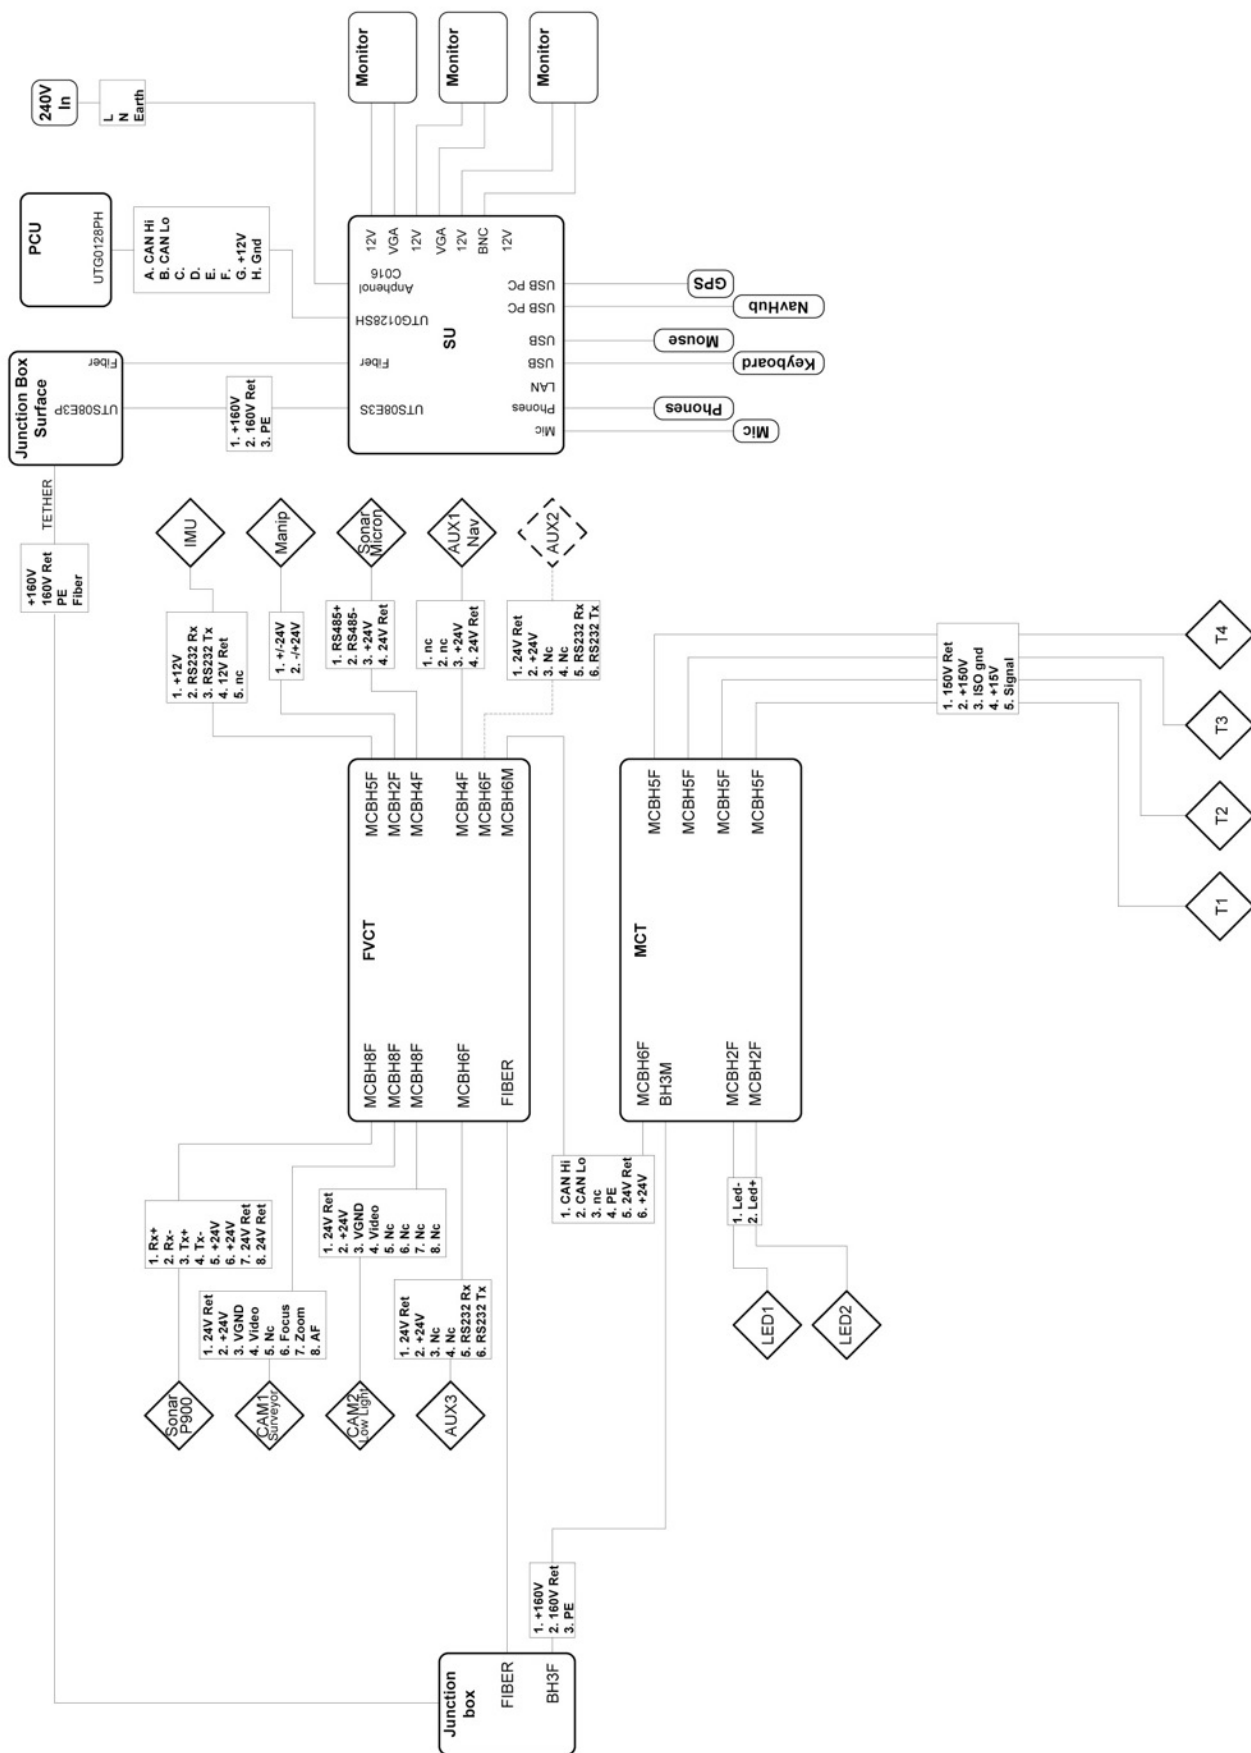 240V
In
L
N
Earth
PCU
UTG0128PH
A. CAN Hi
B. CAN Lo
C.
D.
E.
F.
G. +12V
H. Gnd
Junction Box
Surface
Fiber
UTS08E3P
1. +160V
2. 160V Ret
3. PE
TETHER
+160V
160V Ret
PE
Fiber
Monitor
Monitor
Monitor
SU
12V
VGA
12V
VGA
12V
BNC
12V
Anphenol
C016
UTG0128SH
Fiber
UTS08E3S
USB PC
USB PC
USB
USB
LAN
Phones
Mic
GPS
NavHub
Mouse
Keyboard
Phones
Mic
IMU
Manip
Sonar
Micron
AUX1
Nav
AUX2
1. +12V
2. RS232 Rx
3. RS232 Tx
4. 12V Ret
5. nc
1. +/-24V
2. -/+24V
1. RS485+
2. RS485-
3. +24V
4. 24V Ret
1. nc
2. nc
3. +24V
4. 24V Ret
1. 24V Ret
2. +24V
3. Nc
4. Nc
5. RS232 Rx
6. RS232 Tx
FVCT
MCBH5F
MCBH2F
MCBH4F
MCBH4F
MCBH6F
MCBH6M
MCBH8F
MCBH8F
MCBH8F
MCBH6F
FIBER
MCT
MCBH5F
MCBH5F
MCBH5F
MCBH5F
MCBH6F
BH3M
MCBH2F
MCBH2F
1. 150V Ret
2. +150V
3. ISO gnd
4. +15V
5. Signal
T4
T3
T2
T1
1. Rx+
2. Rx-
3. Tx+
4. Tx-
5. +24V
6. +24V
7. 24V Ret
8. 24V Ret
1. 24V Ret
2. +24V
3. VGND
4. Video
5. Nc
6. Focus
7. Zoom
8. AF
1. 24V Ret
2. +24V
3. VGND
4. Video
5. Nc
6. Nc
7. Nc
8. Nc
1. 24V Ret
2. +24V
3. Nc
4. Nc
5. RS232 Rx
6. RS232 Tx
1. CAN Hi
2. CAN Lo
3. nc
4. PE
5. 24V Ret
6. +24V
1. Led-
2. Led+
Sonar
P900
CAM1
Surveyor
CAM2
Low Light
AUX3
LED1
LED2
1. +160V
2. 160V Ret
3. PE
Junction
box
FIBER
BH3F